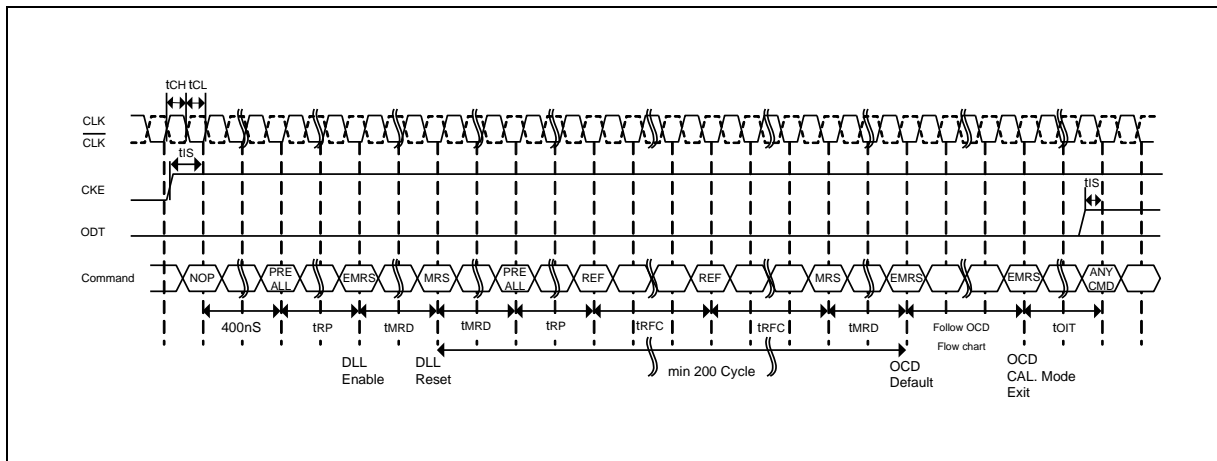 tCH tCL
CLK
CLK
tIS
CKE
tIS
ODT
Command NOP PRE ALL EMRS MRS PRE ALL REF REF MRS EMRS EMRS ANY CMD
400nS tRP tMRD tMRD tRP tRFC tRFC tMRD Follow OCD Flow chart tOIT
DLL Enable
DLL Reset
min 200 Cycle
OCD Default
OCD CAL. Mode Exit